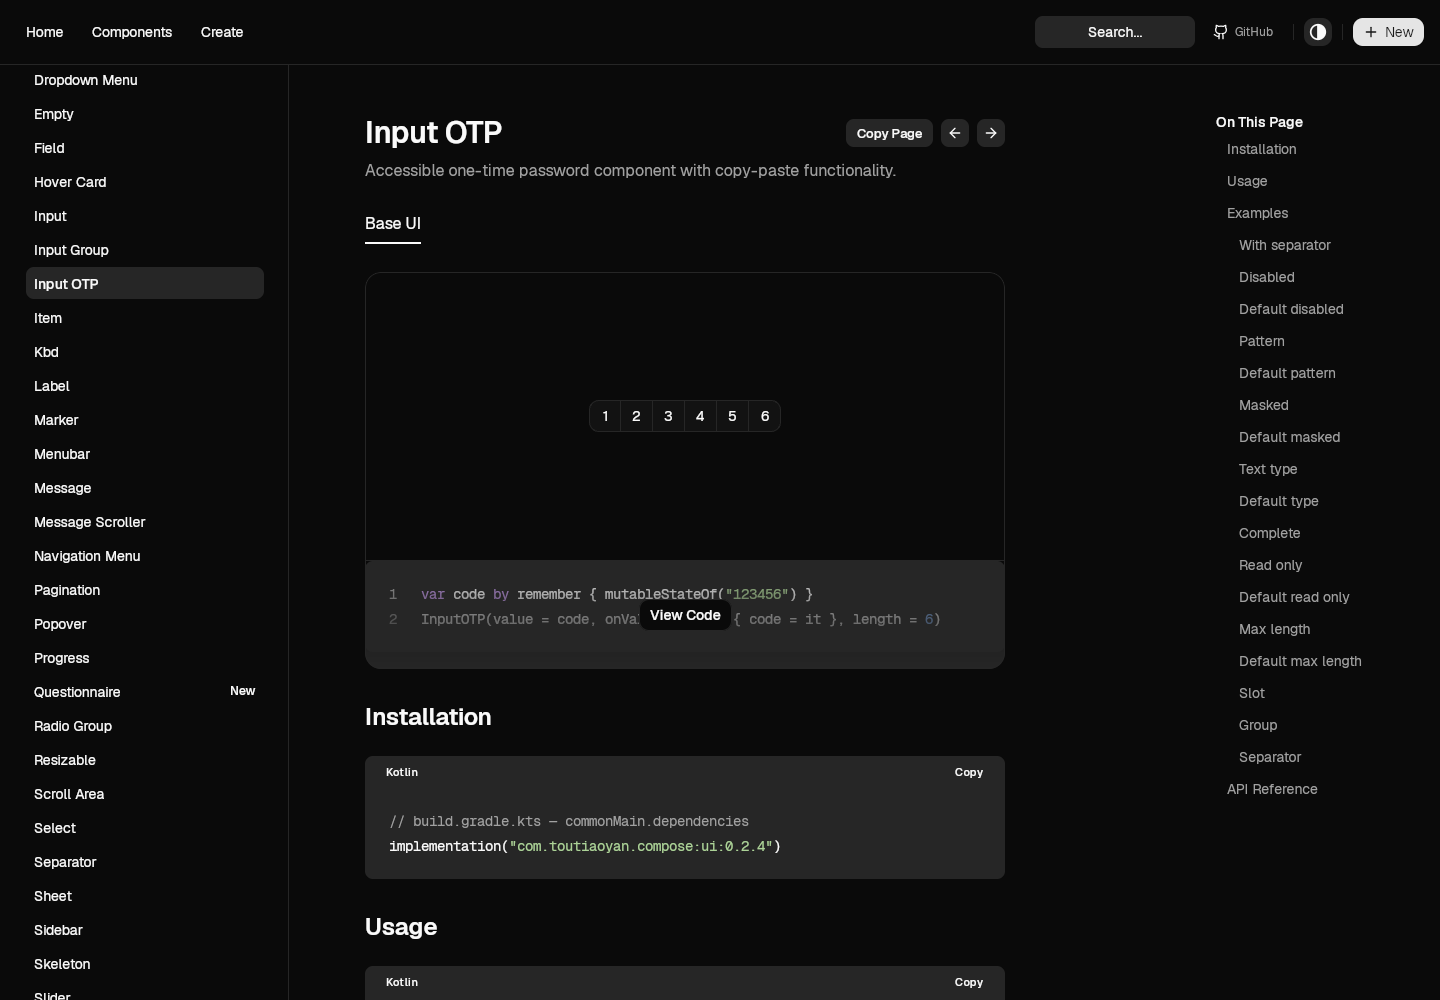 Home
Components
Create
Search...
GitHub
New
Dropdown Menu
Empty
Field
Hover Card
Input
Input Group
Input OTP
Item
Kbd
Label
Marker
Menubar
Message
Message Scroller
Navigation Menu
Pagination
Popover
Progress
Questionnaire New
Radio Group
Resizable
Scroll Area
Select
Separator
Sheet
Sidebar
Skeleton
Slider
Input OTP
Copy Page
Accessible one-time password component with copy-paste functionality.
Base UI
1 2 3 4 5 6
1 var code by remember { mutableStateOf("123456") }
2 InputOTP(value = code, { code = it }, length = 6)
View Code
Installation
Kotlin Copy
// build.gradle.kts — commonMain.dependencies
implementation("com.toutiaoyan.compose:ui:0.2.4")
Usage
Kotlin Copy
On This Page
Installation
Usage
Examples
With separator
Disabled
Default disabled
Pattern
Default pattern
Masked
Default masked
Text type
Default type
Complete
Read only
Default read only
Max length
Default max length
Slot
Group
Separator
API Reference